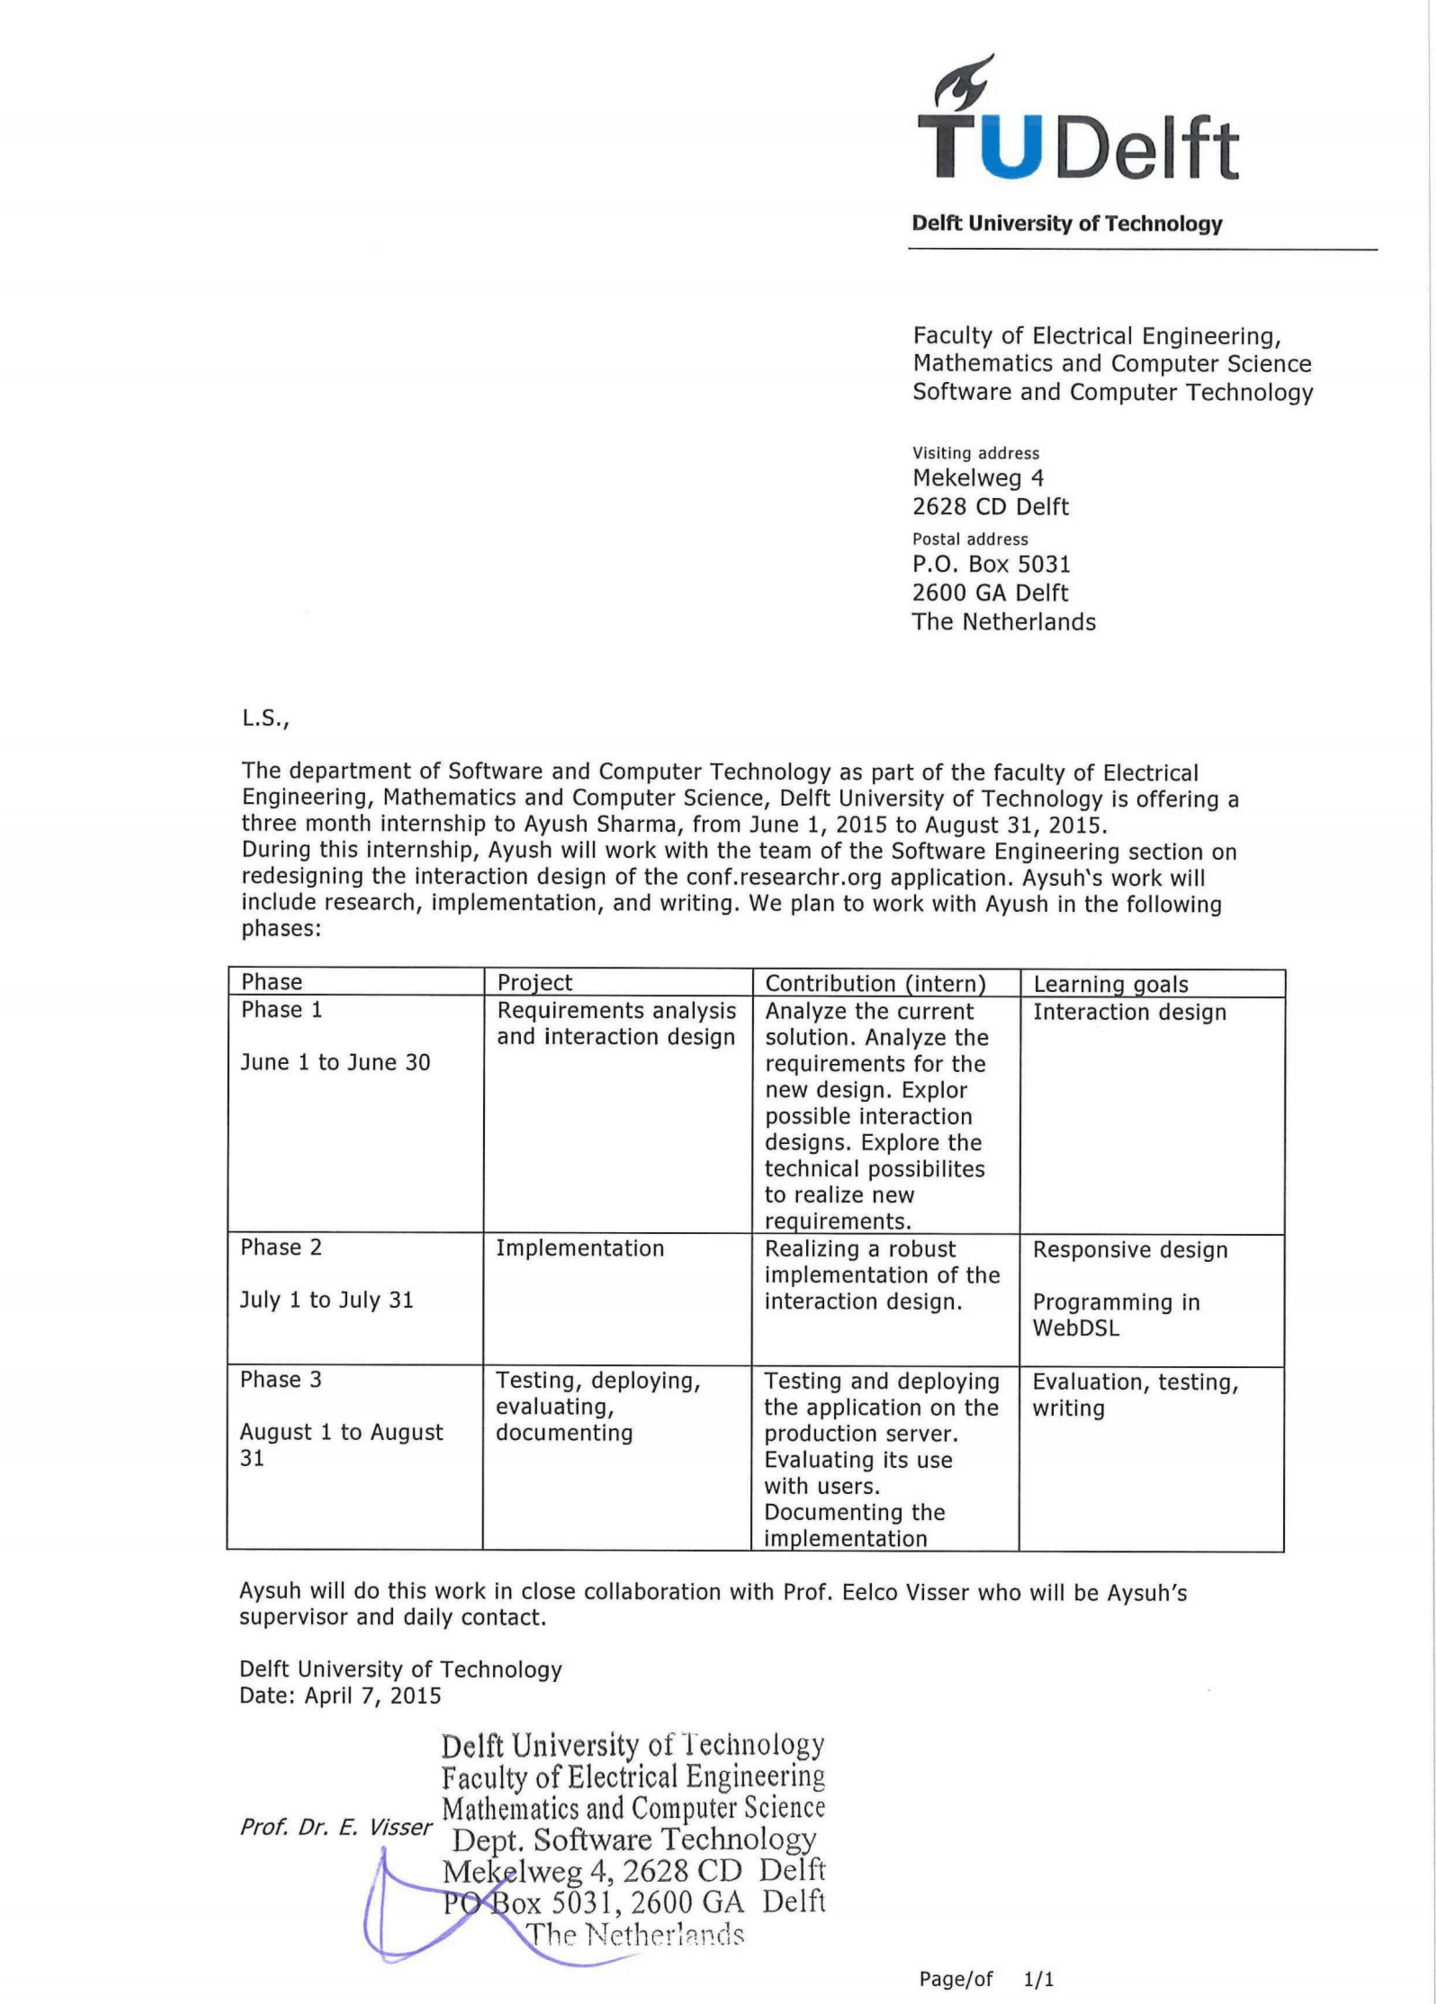 TUDelft
Delft University of Technology
Faculty of Electrical Engineering,
Mathematics and Computer Science
Software and Computer Technology
Visiting address
Mekelweg 4
2628 CD Delft
Postal address
P.O. Box 5031
2600 GA Delft
The Netherlands
L.S.,
The department of Software and Computer Technology as part of the faculty of Electrical
Engineering, Mathematics and Computer Science, Delft University of Technology is offering a
three month internship to Ayush Sharma, from June 1, 2015 to August 31, 2015.
During this internship, Ayush will work with the team of the Software Engineering section on
redesigning the interaction design of the conf.researchr.org application. Aysuh‛s work will
include research, implementation, and writing. We plan to work with Ayush in the following
phases:
Phase
Project
Contribution (intern)
Learning goals
Phase 1
June 1 to June 30
Requirements analysis
and interaction design
Analyze the current
solution. Analyze the
requirements for the
new design. Explor
possible interaction
designs. Explore the
technical possibilites
to realize new
requirements.
Interaction design
Phase 2
July 1 to July 31
Implementation
Realizing a robust
implementation of the
interaction design.
Responsive design
Programming in
WebDSL
Phase 3
August 1 to August
31
Testing, deploying,
evaluating,
documenting
Testing and deploying
the application on the
production server.
Evaluating its use
with users.
Documenting the
implementation
Evaluation, testing,
writing
Aysuh will do this work in close collaboration with Prof. Eelco Visser who will be Aysuh’s
supervisor and daily contact.
Delft University of Technology
Date: April 7, 2015
Prof. Dr. E. Visser
Delft University of Technology
Faculty of Electrical Engineering
Mathematics and Computer Science
Dept. Software Technology
Mekelweg 4, 2628 CD Delft
PO Box 5031, 2600 GA Delft
The Netherlands
Page/of 1/1